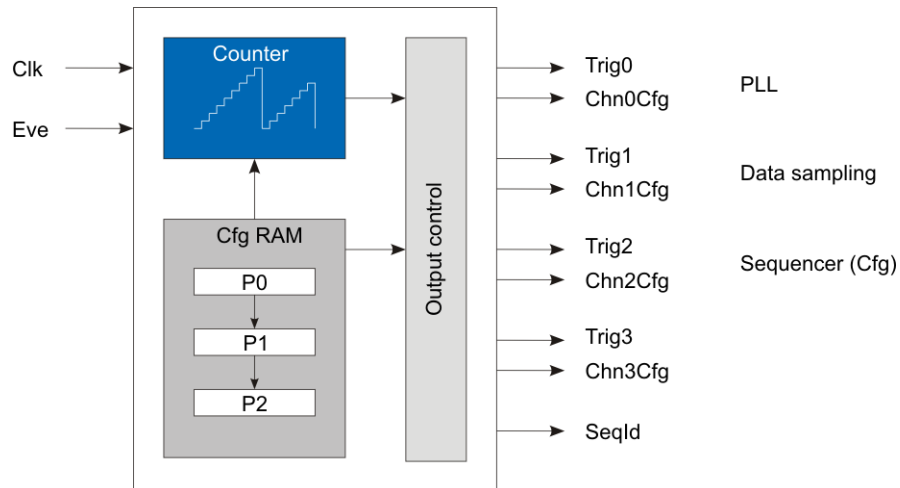 Clk
Eve
Counter
Cfg RAM
P0
P1
P2
Output control
Trig0
Chn0Cfg
PLL
Trig1
Chn1Cfg
Data sampling
Trig2
Chn2Cfg
Sequencer (Cfg)
Trig3
Chn3Cfg
SeqId